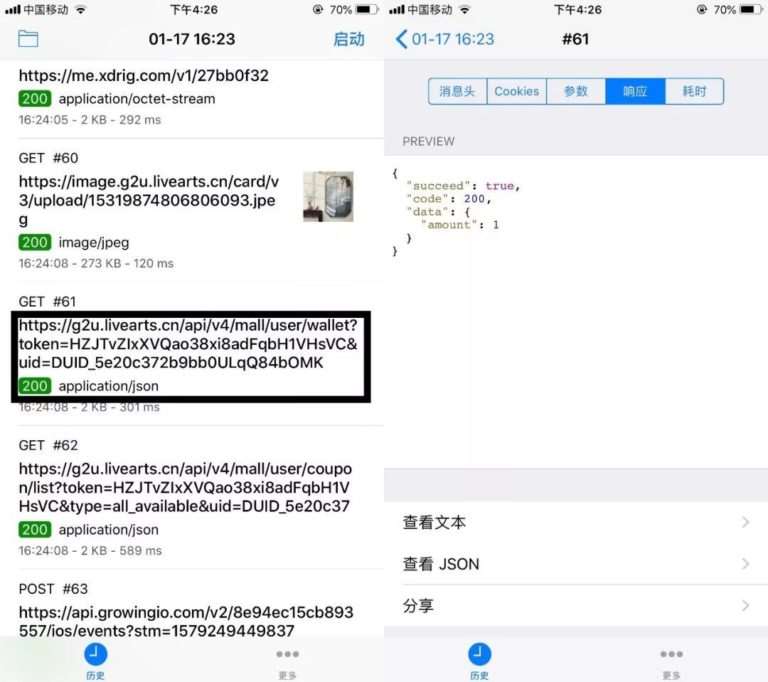 中国移动 下午4:26 70%
01-17 16:23 启动
https://me.xdrig.com/v1/27bb0f32
200 application/octet-stream
16:24:05 - 2 KB - 292 ms
GET #60
https://image.g2u.livearts.cn/card/v
3/upload/15319874806806093.jpe
g
200 image/jpeg
16:24:08 - 273 KB - 120 ms
GET #61
https://g2u.livearts.cn/api/v4/mall/user/wallet?
token=HZJTvZIxXVQao38xi8adFqbH1VHsVC&
uid=DUID_5e20c372b9bb0ULqQ84bOMK
200 application/json
16:24:08 - 2 KB - 301 ms
GET #62
https://g2u.livearts.cn/api/v4/mall/user/coupo
n/list?token=HZJTvZIxXVQao38xi8adFqbH1V
HsVC&type=all_available&uid=DUID_5e20c37
200 application/json
16:24:08 - 2 KB - 589 ms
POST #63
https://api.growingio.com/v2/8e94ec15cb893
557/ios/events?stm=1579249449837
历史 更多
中国移动 下午4:26 70%
01-17 16:23 #61
消息头 Cookies 参数 响应 耗时
PREVIEW
{
"succeed": true,
"code": 200,
"data": {
"amount": 1
}
}
查看文本
查看 JSON
分享
历史 更多